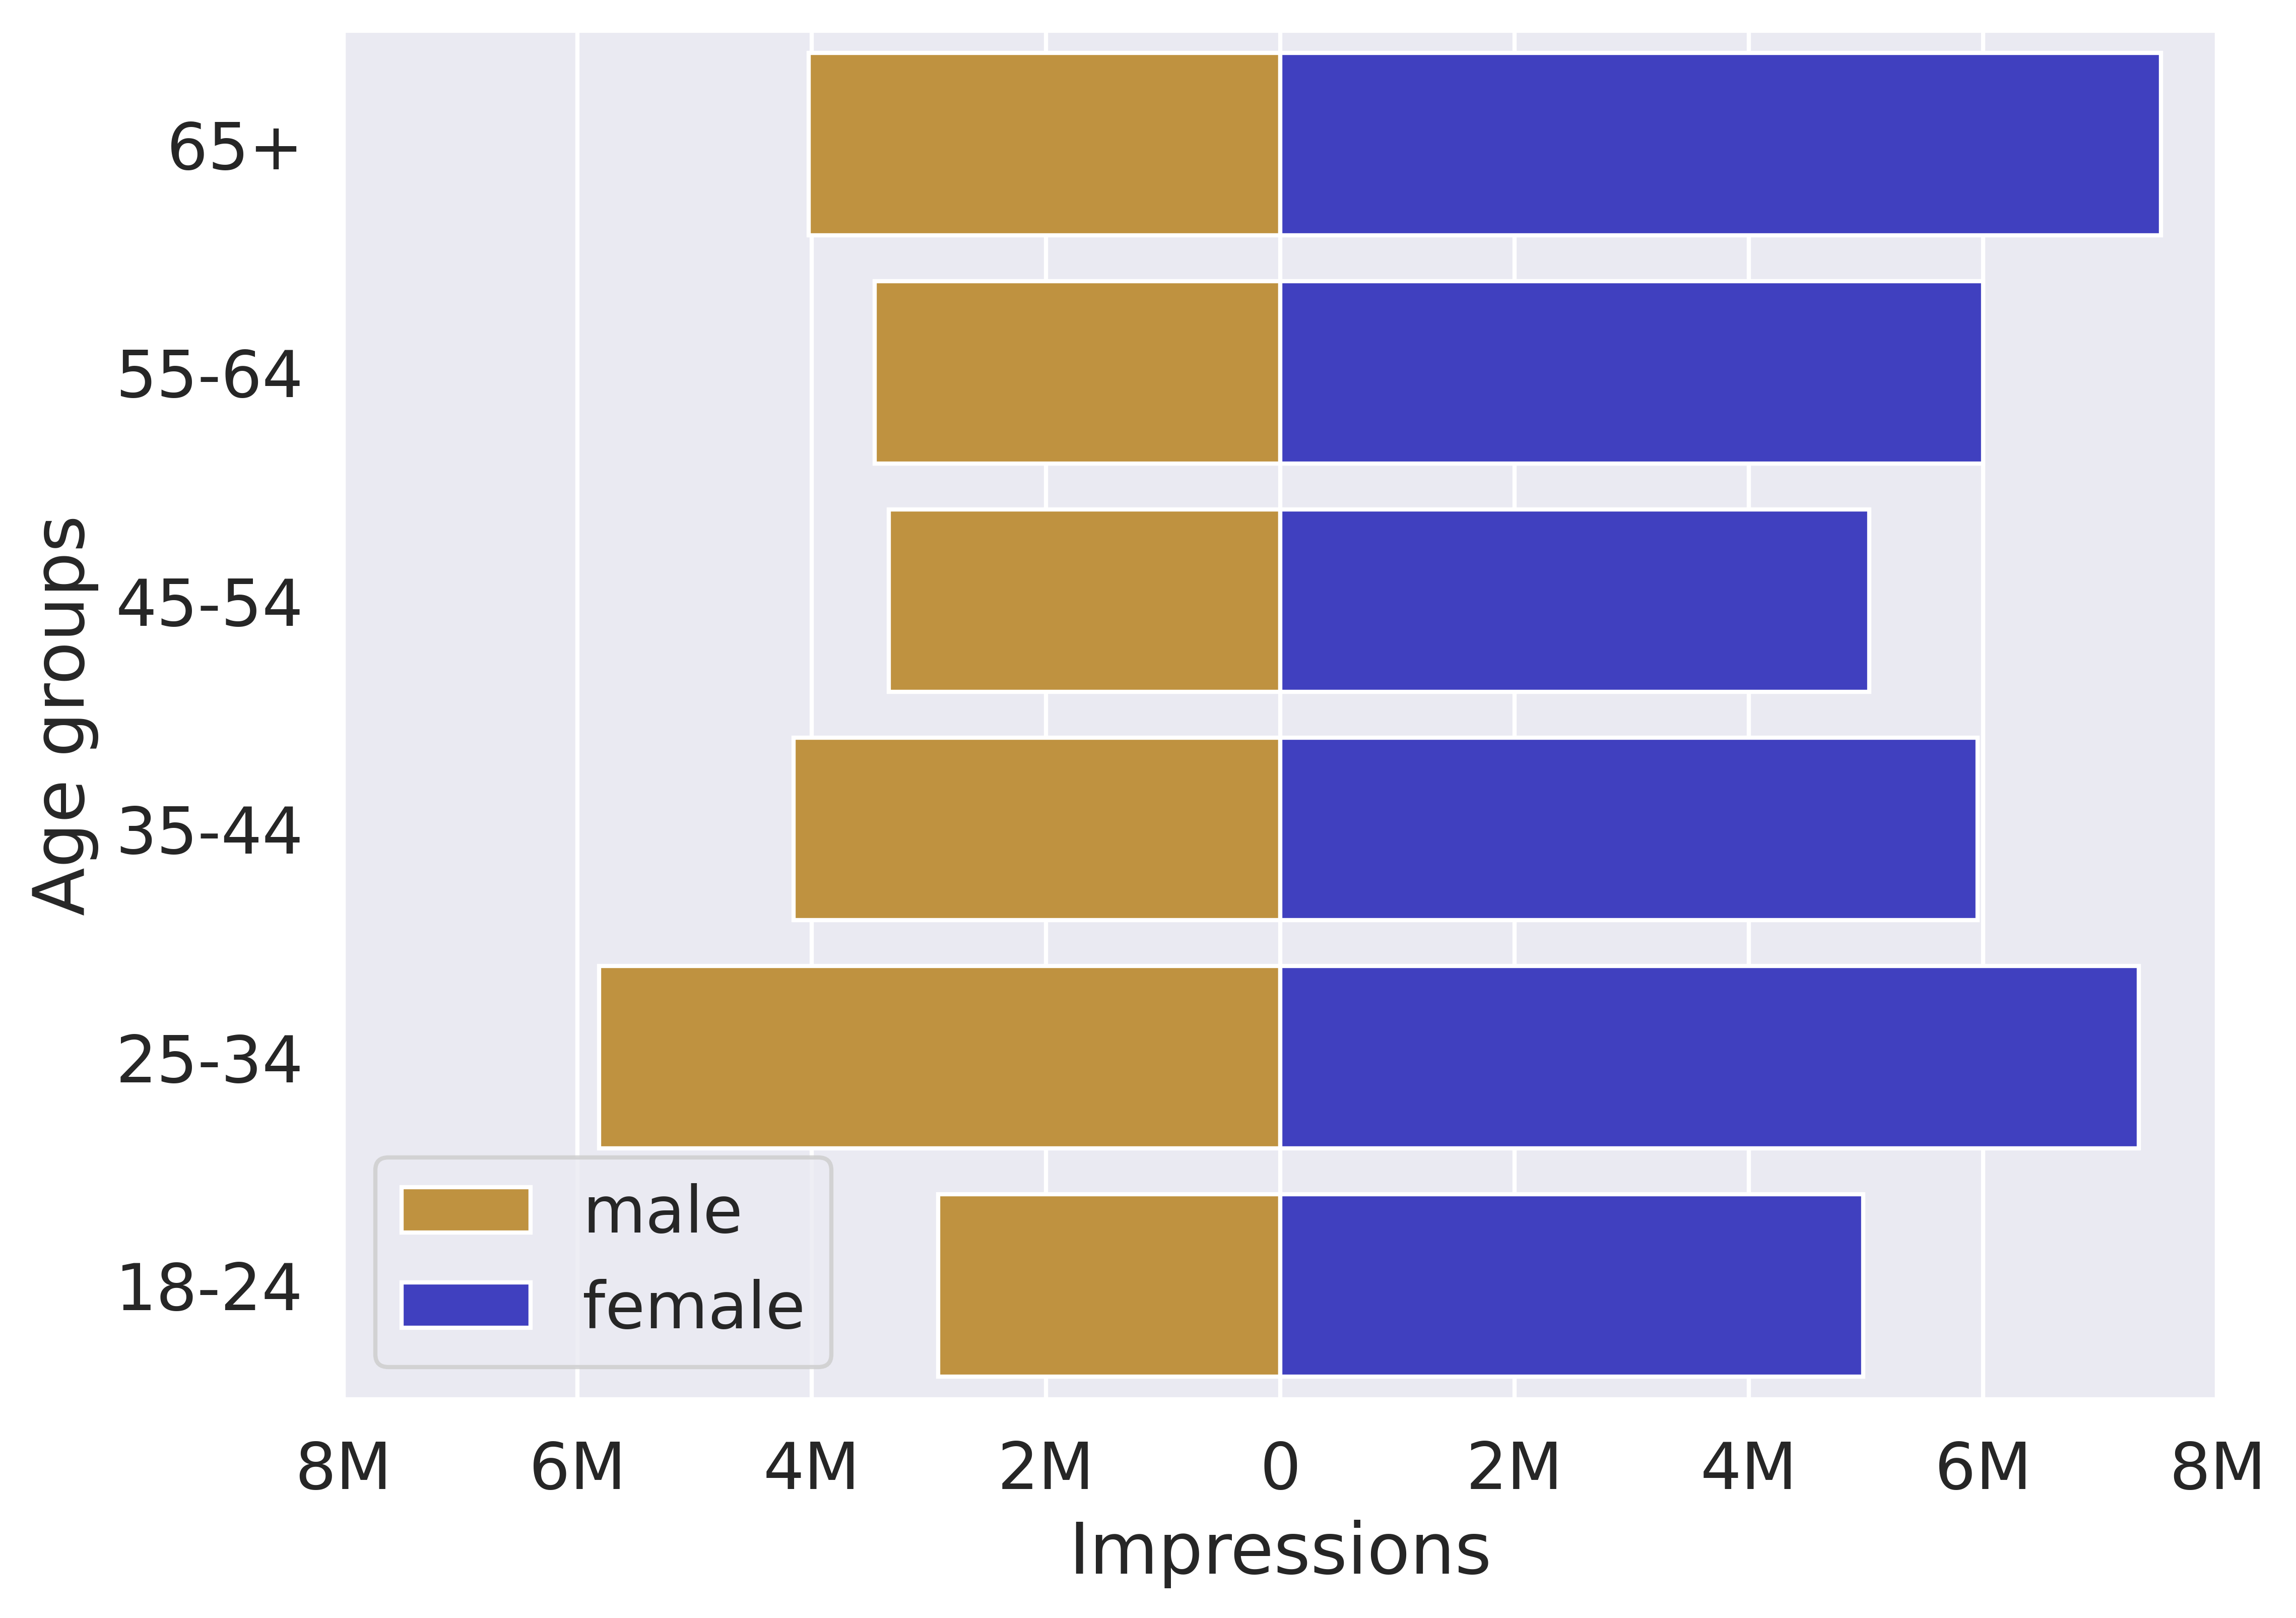 65+
55-64
45-54
35-44
25-34
18-24
Age groups
male
female
8M 6M 4M 2M 0 2M 4M 6M 8M
Impressions